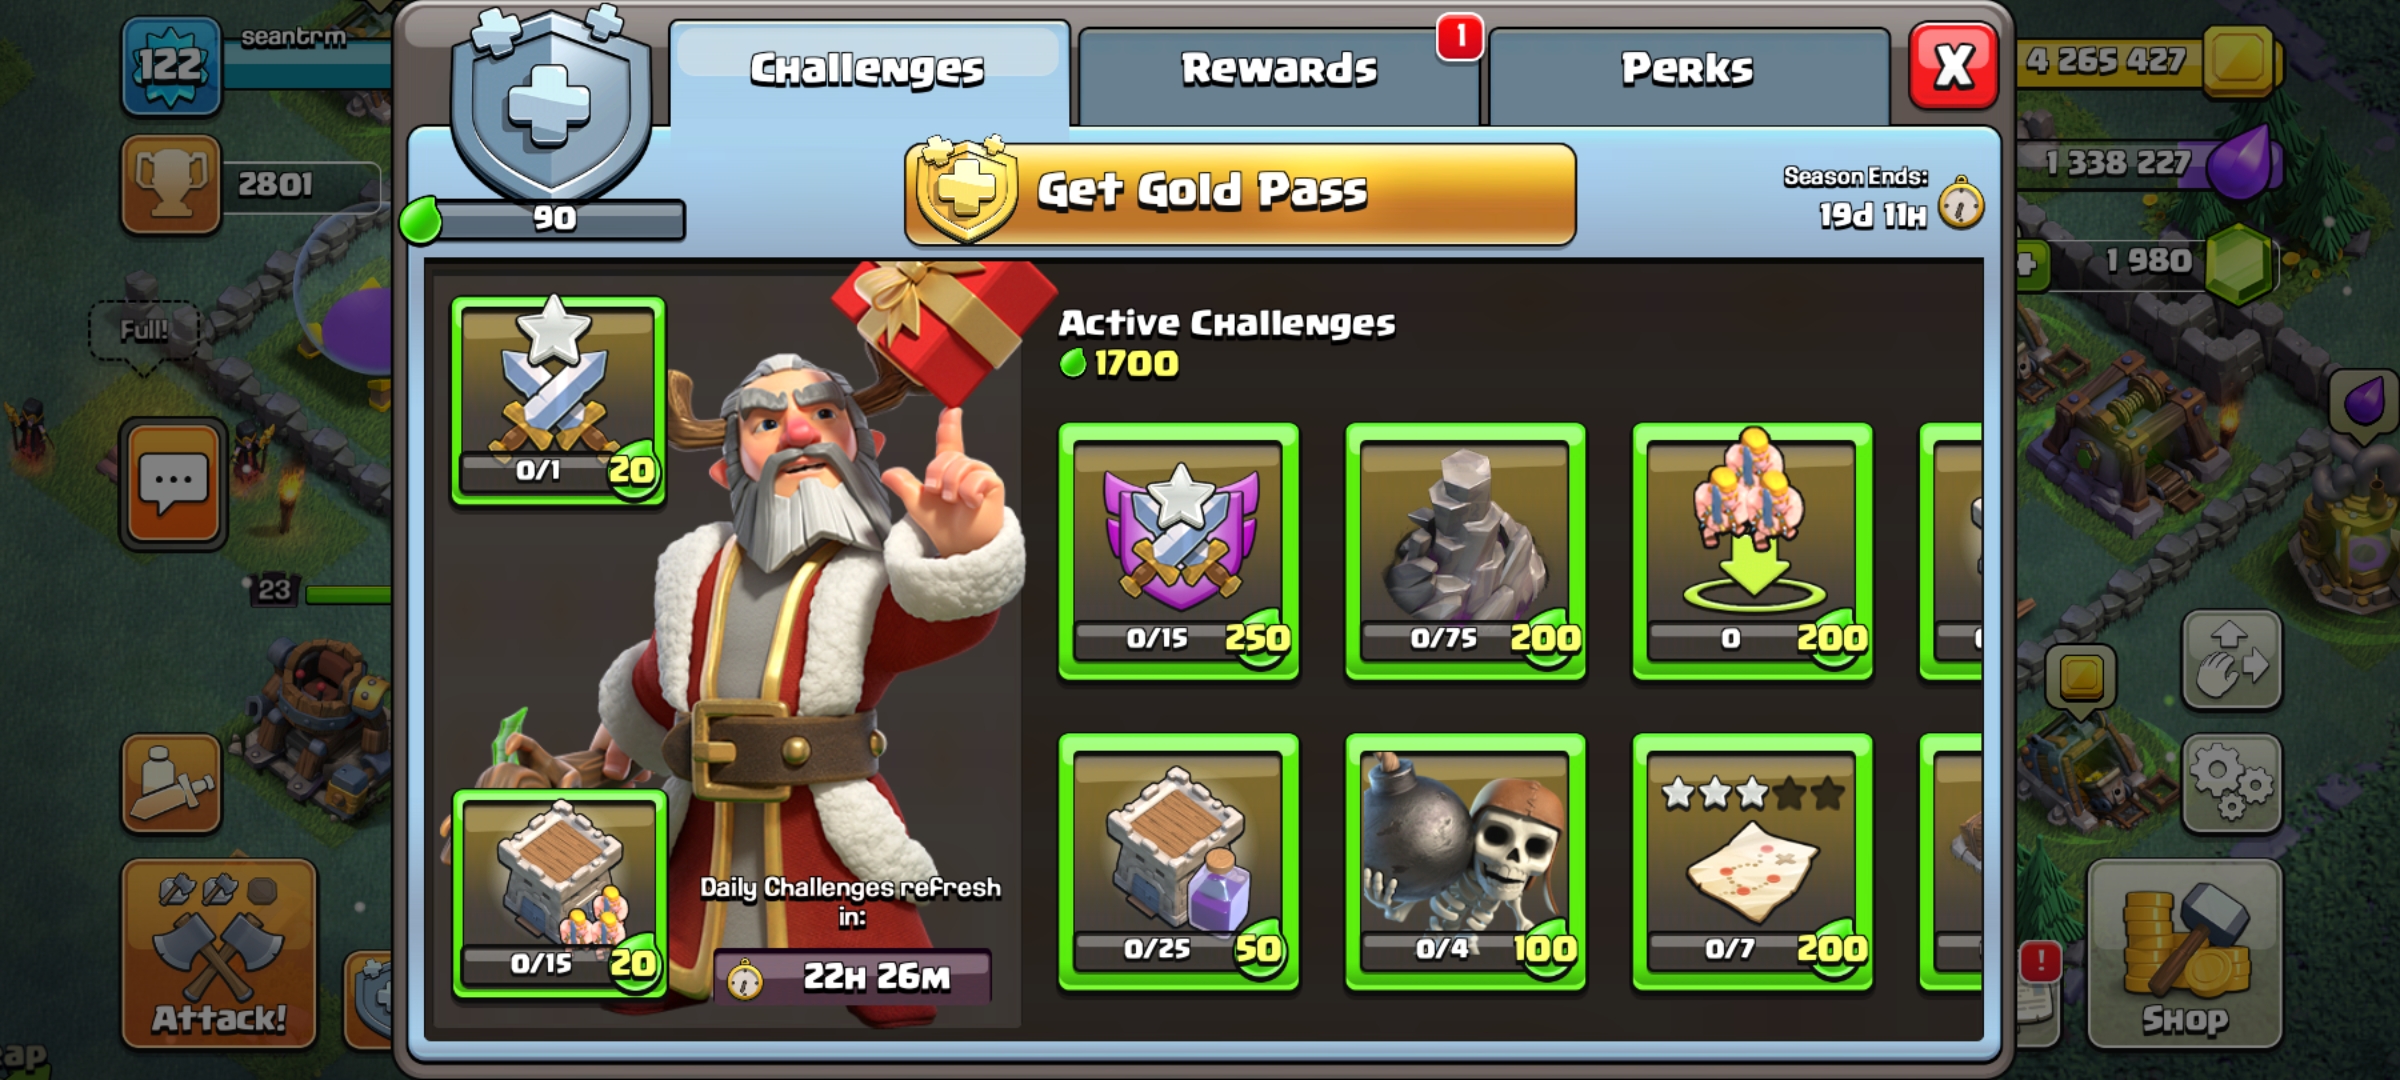 122
seantrm
Challenges
Rewards
1
Perks
X
4 265 427
2801
90
Get Gold Pass
Season Ends:
19d 11H
1 338 227
1 980
Full!
Active Challenges
1700
0/1
20
0/15
250
0/75
200
0
200
23
0/15
20
Daily Challenges refresh
in:
22H 26M
0/25
50
0/4
100
0/7
200
Attack!
!
Shop